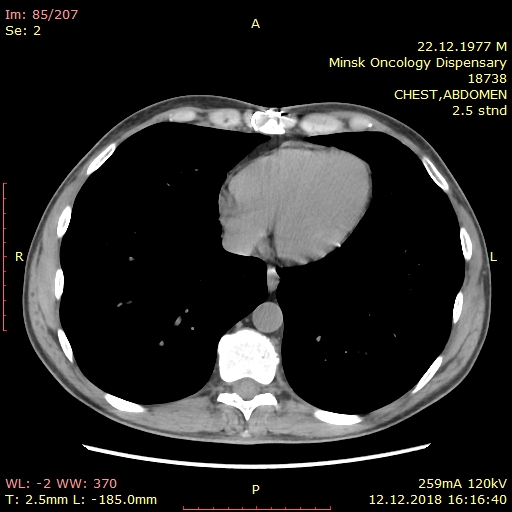 Im: 85/207
Se: 2
A
22.12.1977 M
Minsk Oncology Dispensary
18738
CHEST,ABDOMEN
2.5 stnd
R
L
WL: -2 WW: 370
T: 2.5mm L: -185.0mm
P
259mA 120kV
12.12.2018 16:16:40